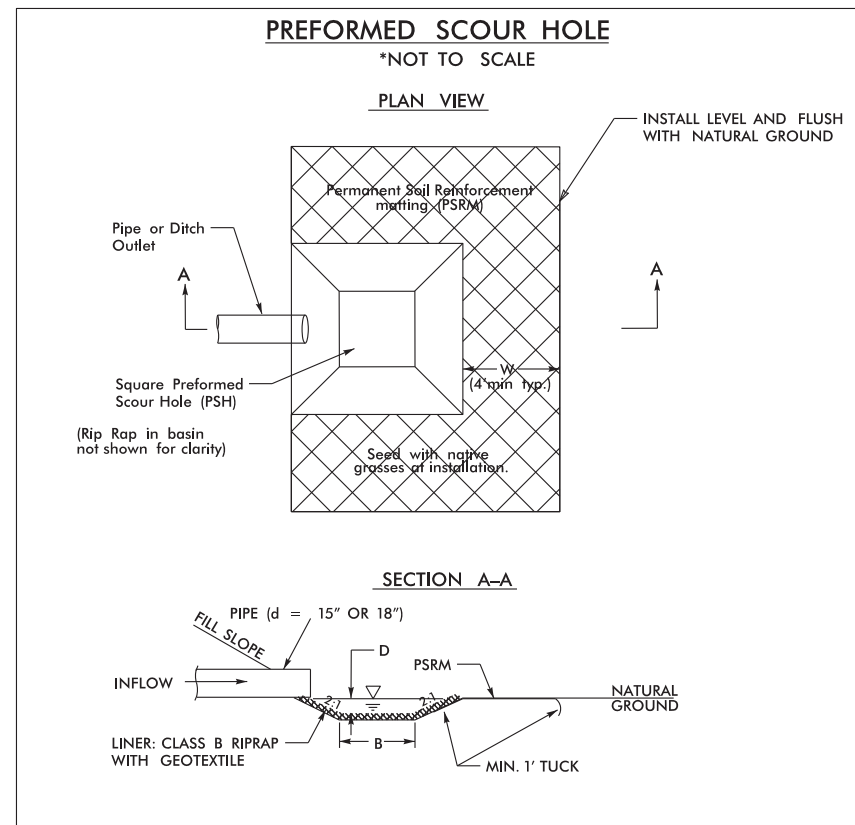 PREFORMED SCOUR HOLE
*NOT TO SCALE
PLAN VIEW
INSTALL LEVEL AND FLUSH
WITH NATURAL GROUND
Permanent Soil Reinforcement
matting (PSRM)
Pipe or Ditch
Outlet
A
A
W
(4'min typ.)
Square Preformed
Scour Hole (PSH)
(Rip Rap in basin
not shown for clarity)
Seed with native
grasses at installation.
SECTION A–A
PIPE (d = 15" OR 18")
FILL SLOPE
D
PSRM
INFLOW
2:1
2:1
NATURAL
GROUND
LINER: CLASS B RIPRAP
WITH GEOTEXTILE
B
MIN. 1' TUCK